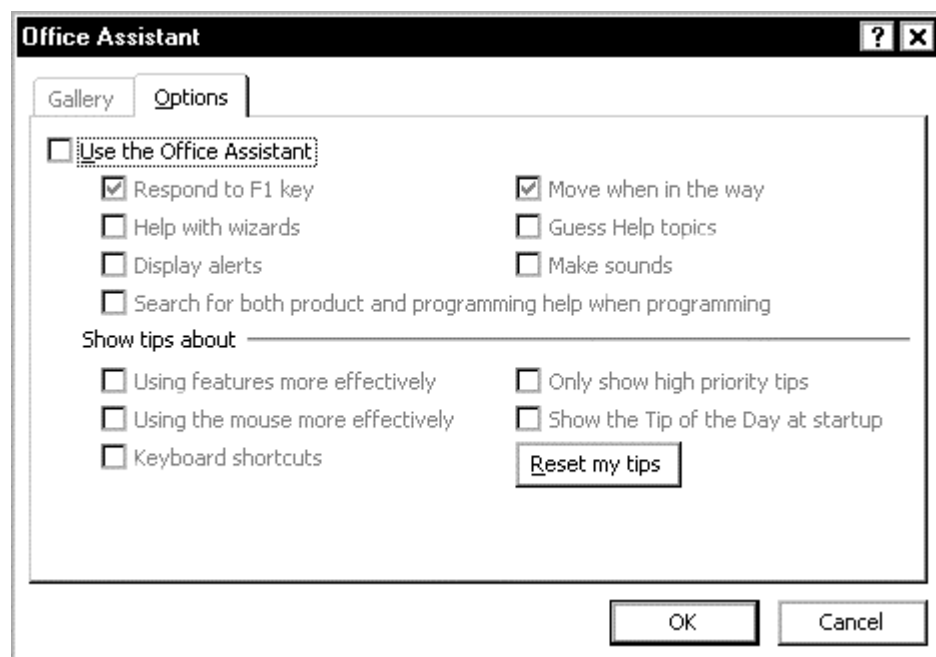 Office Assistant
Gallery Options
Use the Office Assistant
Respond to F1 key Move when in the way
Help with wizards Guess Help topics
Display alerts Make sounds
Search for both product and programming help when programming
Show tips about
Using features more effectively Only show high priority tips
Using the mouse more effectively Show the Tip of the Day at startup
Keyboard shortcuts Reset my tips
OK Cancel